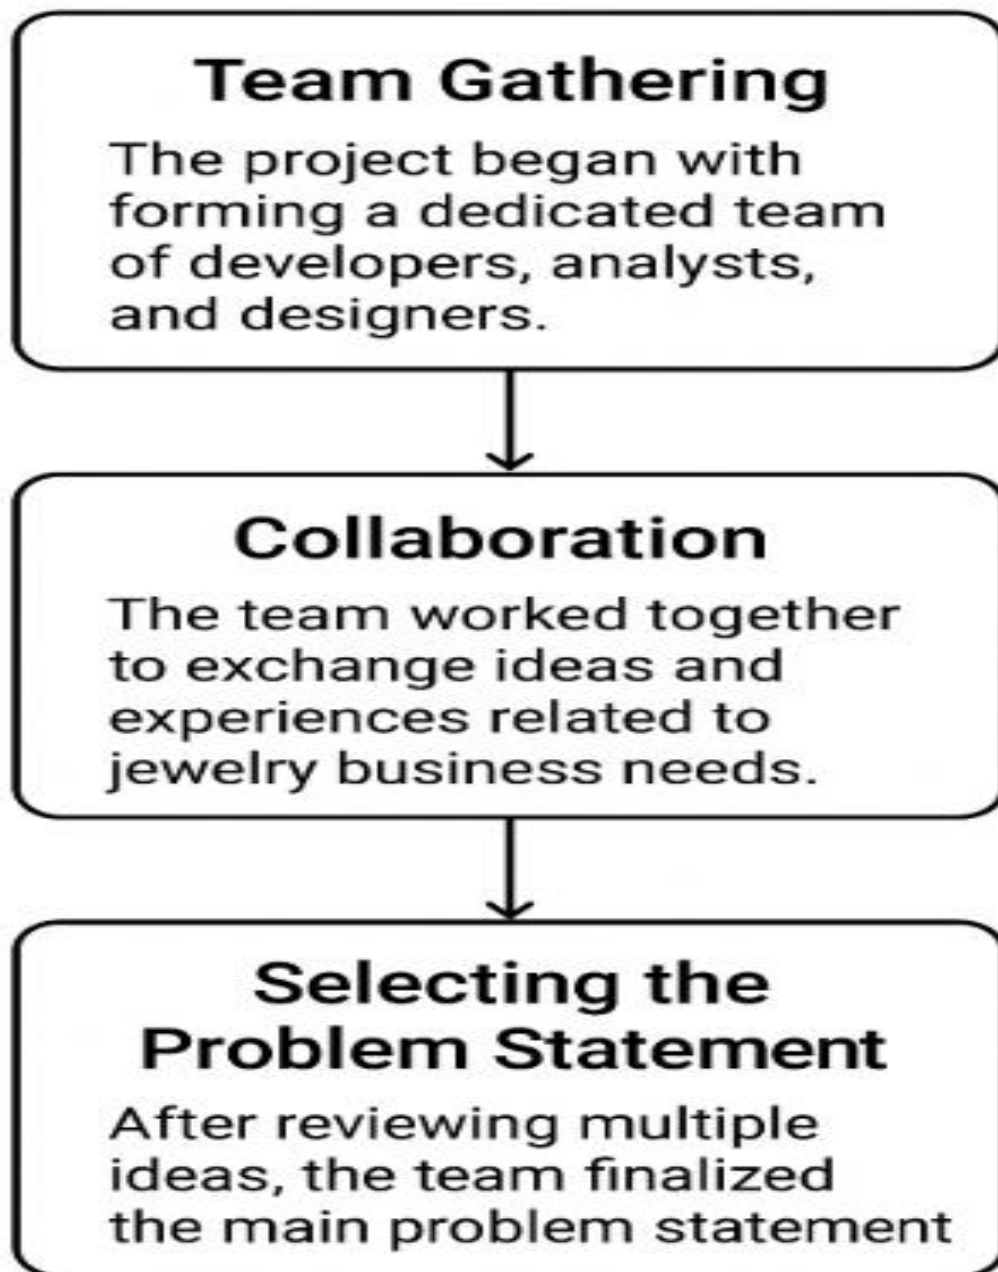 Team Gathering
The project began with
forming a dedicated team
of developers, analysts,
and designers.
Collaboration
The team worked together
to exchange ideas and
experiences related to
jewelry business needs.
Selecting the
Problem Statement
After reviewing multiple
ideas, the team finalized
the main problem statement